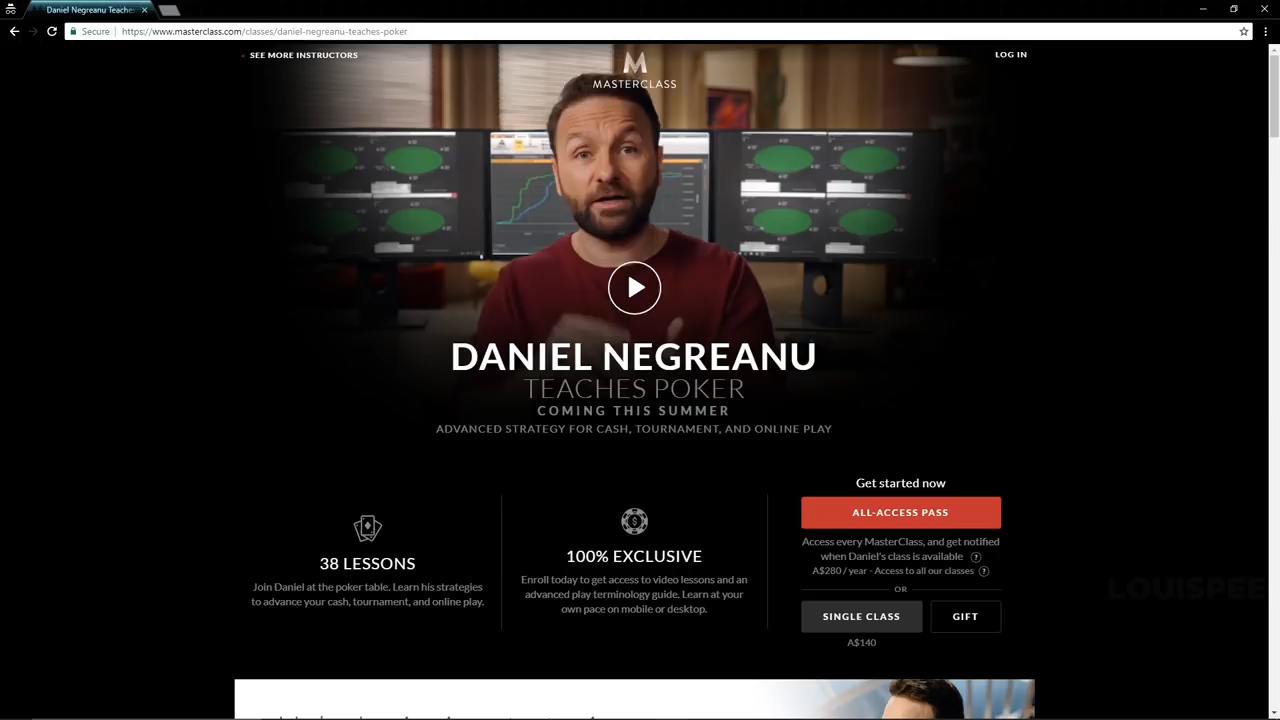 Daniel Negreanu Teache
Secure
https://www.masterclass.com/classes/daniel-negreanu-teaches-poker
SEE MORE INSTRUCTORS
M
MASTERCLASS
LOG IN
DANIEL NEGREANU
TEACHES POKER
COMING THIS SUMMER
ADVANCED STRATEGY FOR CASH, TOURNAMENT, AND ONLINE PLAY
38 LESSONS
Join Daniel at the poker table. Learn his strategies
to advance your cash, tournament, and online play.
100% EXCLUSIVE
Enroll today to get access to video lessons and an
advanced play terminology guide. Learn at your
own pace on mobile or desktop.
Get started now
ALL-ACCESS PASS
Access every MasterClass, and get notified
when Daniel's class is available ?
A$280 / year - Access to all our classes ?
OR
SINGLE CLASS
GIFT
A$140
LOUISPEE